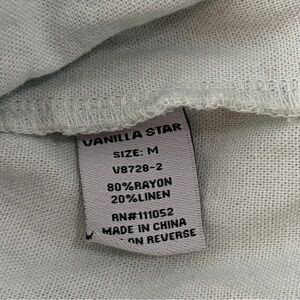 VANILLA STAR
SIZE: M
V8728-2
80%RAYON
20%LINEN
RN#111052
MADE IN CHINA
ON REVERSE